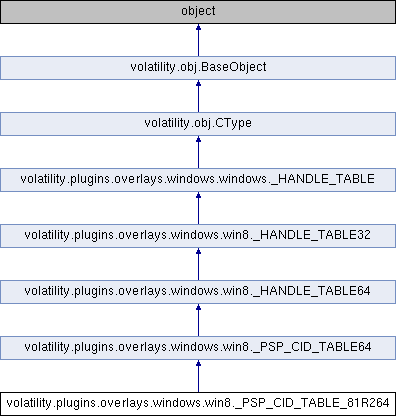 object
volatility.obj.BaseObject
volatility.obj.CType
volatility.plugins.overlays.windows.windows._HANDLE_TABLE
volatility.plugins.overlays.windows.win8._HANDLE_TABLE32
volatility.plugins.overlays.windows.win8._HANDLE_TABLE64
volatility.plugins.overlays.windows.win8._PSP_CID_TABLE64
volatility.plugins.overlays.windows.win8._PSP_CID_TABLE_81R264